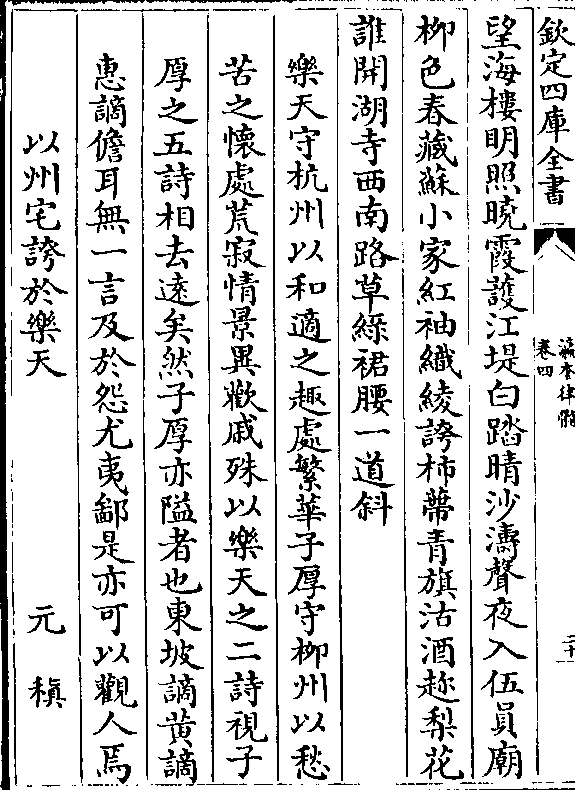 欽定四庫全書
瀛奎律髓
卷四
二十
望海樓明照曉霞護江堤白踏晴沙濤聲夜入伍員廟
柳色春藏蘇小家紅袖織綾誇柿蔕青旗沽酒趂梨花
誰開湖寺西南路草綠裙腰一道斜
樂天守杭州以和適之趣處繁華子厚守柳州以愁
苦之懷處荒寂情景異歡戚殊以樂天之二詩視子
厚之五詩相去逺矣然子厚亦隘者也東坡謫黄謫
惠謫儋耳無一言及於怨尤夷鄙是亦可以觀人焉
以州宅誇於樂天
元稹